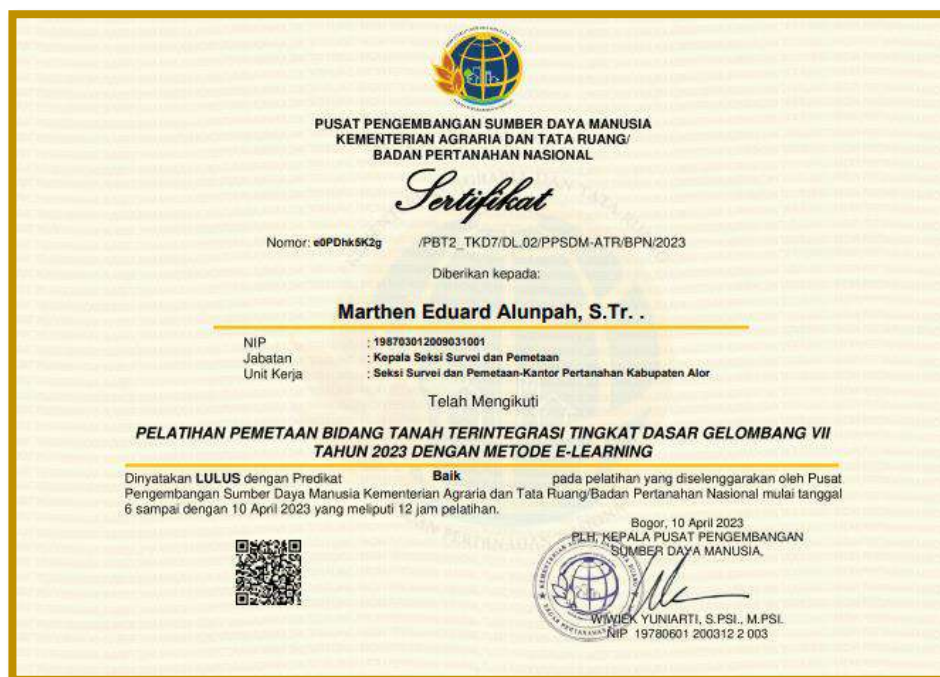 PUSAT PENGEMBANGAN SUMBER DAYA MANUSIA
KEMENTERIAN AGRARIA DAN TATA RUANG/
BADAN PERTANAHAN NASIONAL
Sertifikat
Nomor: e0PDhk5K2g /PBT2_TKD7/DL.02/PPSDM-ATR/BPN/2023
Diberikan kepada:
Marthen Eduard Alunpah, S.Tr. .
NIP : 198703012009031001
Jabatan : Kepala Seksi Survei dan Pemetaan
Unit Kerja : Seksi Survei dan Pemetaan-Kantor Pertanahan Kabupaten Alor
Telah Mengikuti
PELATIHAN PEMETAAN BIDANG TANAH TERINTEGRASI TINGKAT DASAR GELOMBANG VII
TAHUN 2023 DENGAN METODE E-LEARNING
Dinyatakan LULUS dengan Predikat Baik pada pelatihan yang diselenggarakan oleh Pusat
Pengembangan Sumber Daya Manusia Kementerian Agraria dan Tata Ruang/Badan Pertanahan Nasional mulai tanggal
6 sampai dengan 10 April 2023 yang meliputi 12 jam pelatihan.
Bogor, 10 April 2023
PLH. KEPALA PUSAT PENGEMBANGAN
SUMBER DAYA MANUSIA,
WIWIEK YUNIARTI, S.PSI., M.PSI.
NIP 19780601 200312 2 003